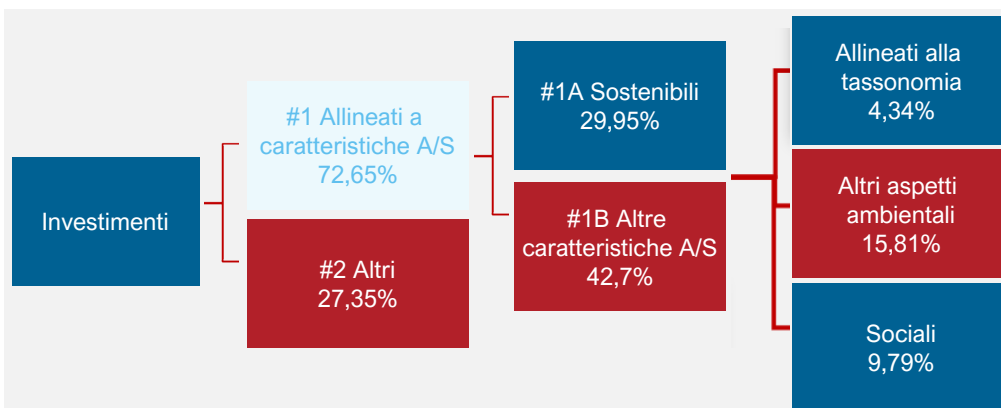 Investimenti
#1 Allineati a
caratteristiche A/S
72,65%
#2 Altri
27,35%
#1A Sostenibili
29,95%
#1B Altre
caratteristiche A/S
42,7%
Allineati alla
tassonomia
4,34%
Altri aspetti
ambientali
15,81%
Sociali
9,79%